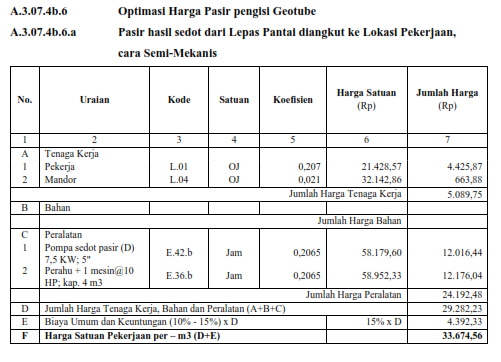 A.3.07.4b.6 Optimasi Harga Pasir pengisi Geotube
A.3.07.4b.6.a Pasir hasil sedot dari Lepas Pantai diangkut ke Lokasi Pekerjaan,
cara Semi-Mekanis
No. Uraian Kode Satuan Koefisien Harga Satuan (Rp) Jumlah Harga (Rp)
1 2 3 4 5 6 7
A Tenaga Kerja
1 Pekerja L.01 OJ 0,207 21.428,57 4.425,87
2 Mandor L.04 OJ 0,021 32.142,86 663,88
Jumlah Harga Tenaga Kerja 5.089,75
B Bahan
Jumlah Harga Bahan
C Peralatan
1 Pompa sedot pasir (D)
7,5 KW; 5" E.42.b Jam 0,2065 58.179,60 12.016,44
2 Perahu + 1 mesin@10
HP; kap. 4 m3 E.36.b Jam 0,2065 58.952,33 12.176,04
Jumlah Harga Peralatan 24.192,48
D Jumlah Harga Tenaga Kerja, Bahan dan Peralatan (A+B+C) 29.282,23
E Biaya Umum dan Keuntungan (10% - 15%) x D 15% x D 4.392,33
F Harga Satuan Pekerjaan per – m3 (D+E) 33.674,56